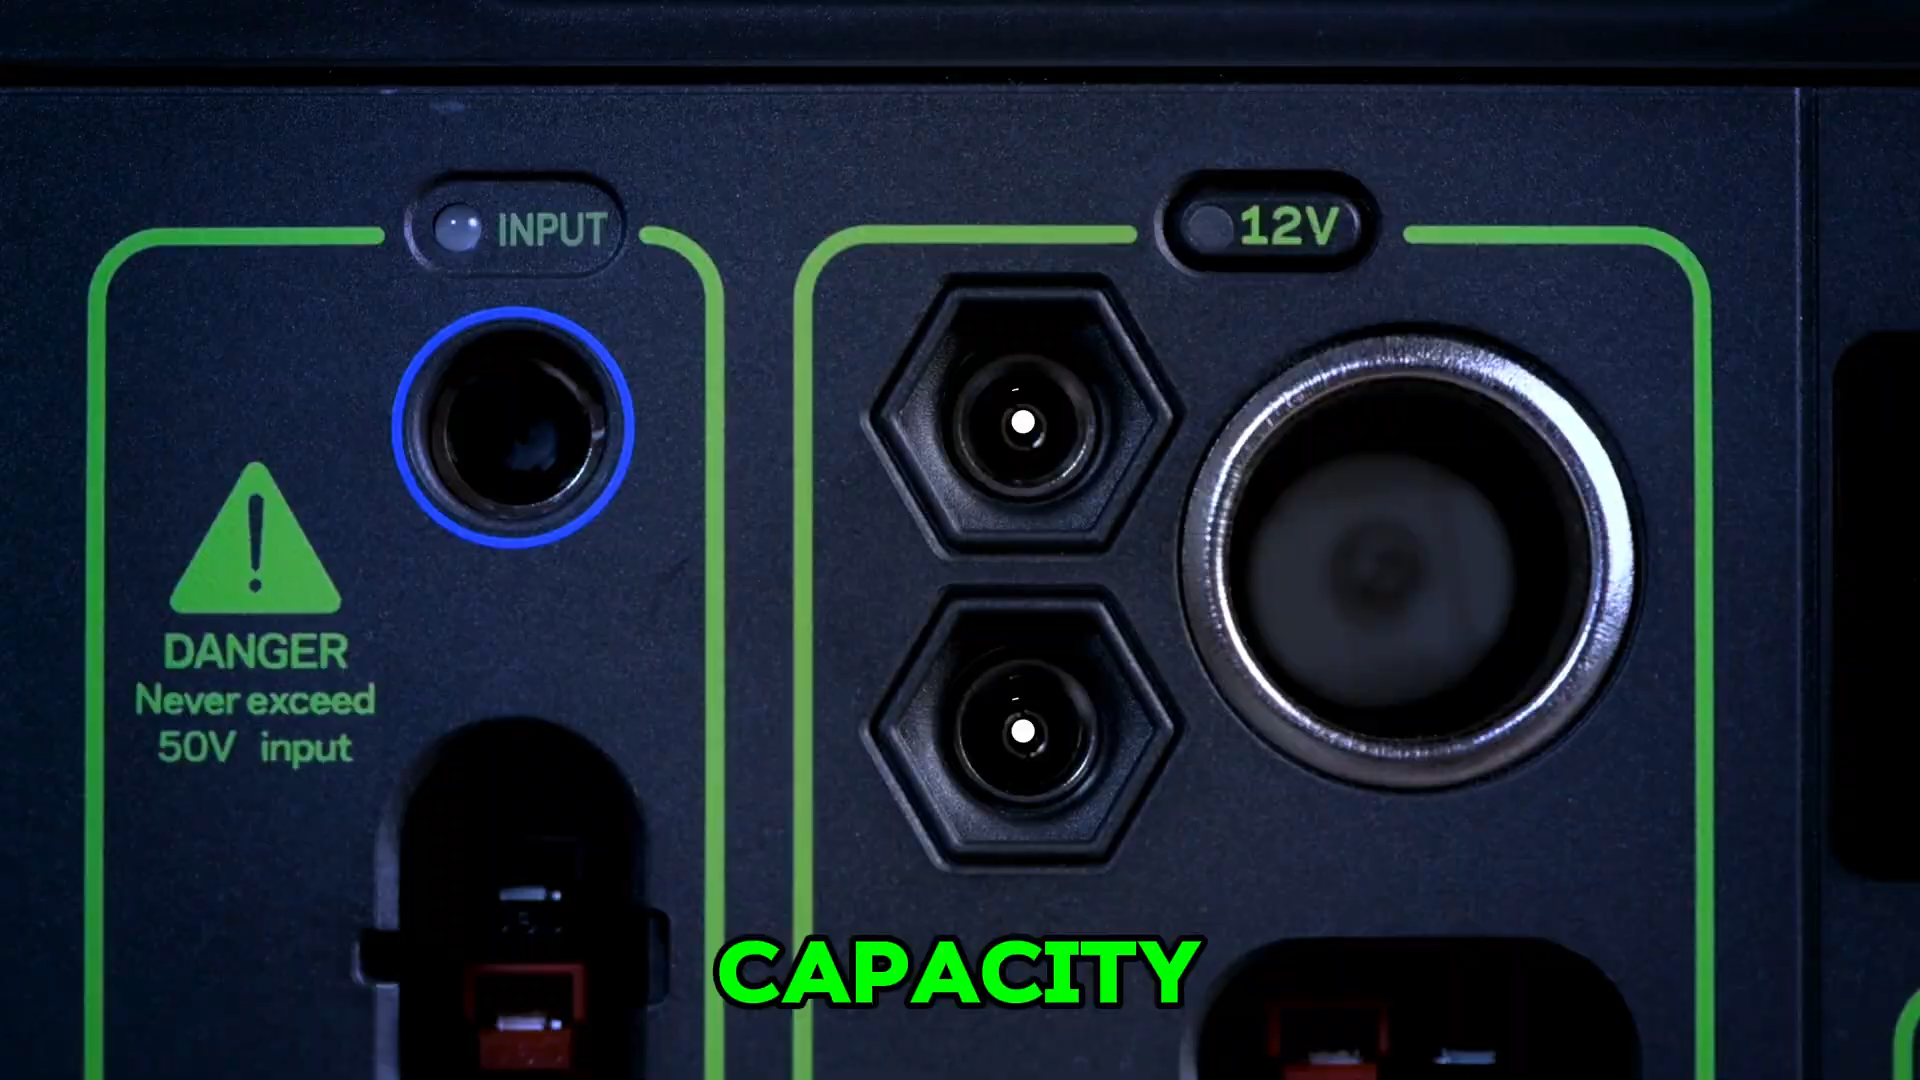 INPUT
12V
DANGER
Never exceed
50V input
CAPACITY